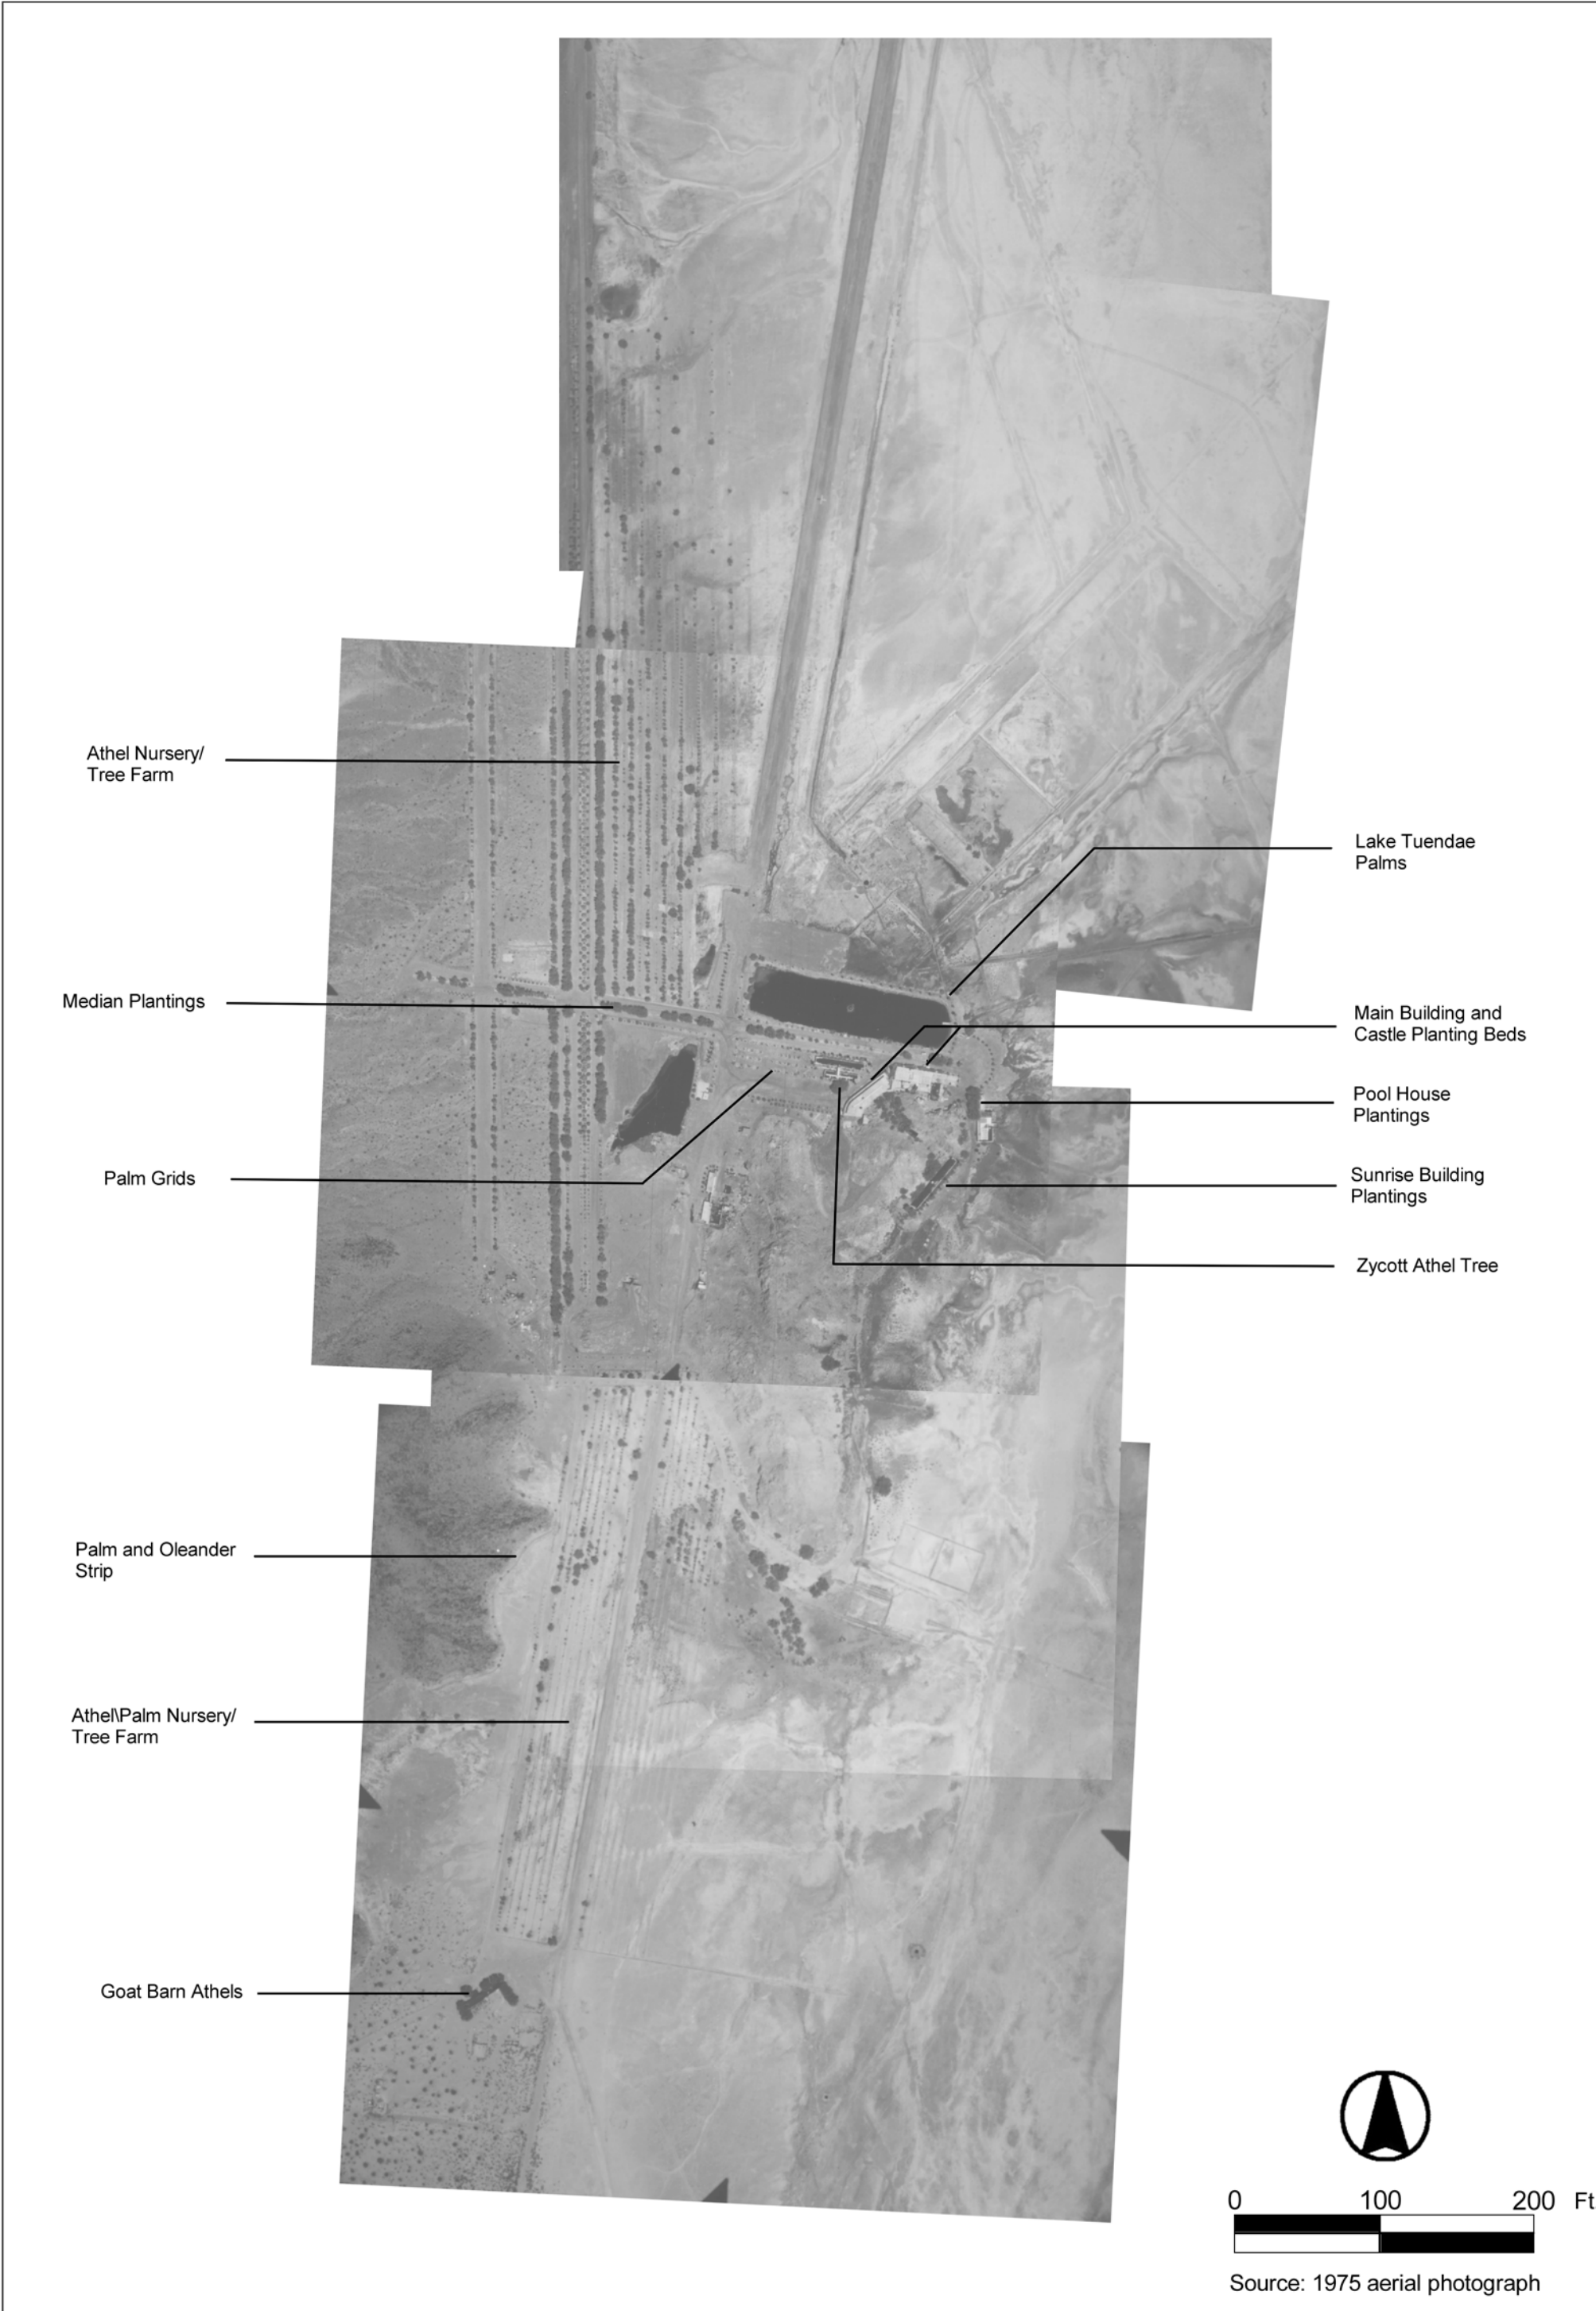 Athel Nursery/
Tree Farm
Lake Tuendae
Palms
Median Plantings
Main Building and
Castle Planting Beds
Pool House
Plantings
Palm Grids
Sunrise Building
Plantings
Zycott Athel Tree
Palm and Oleander
Strip
Athel\Palm Nursery/
Tree Farm
Goat Barn Athels
0 100 200 Ft
Source: 1975 aerial photograph